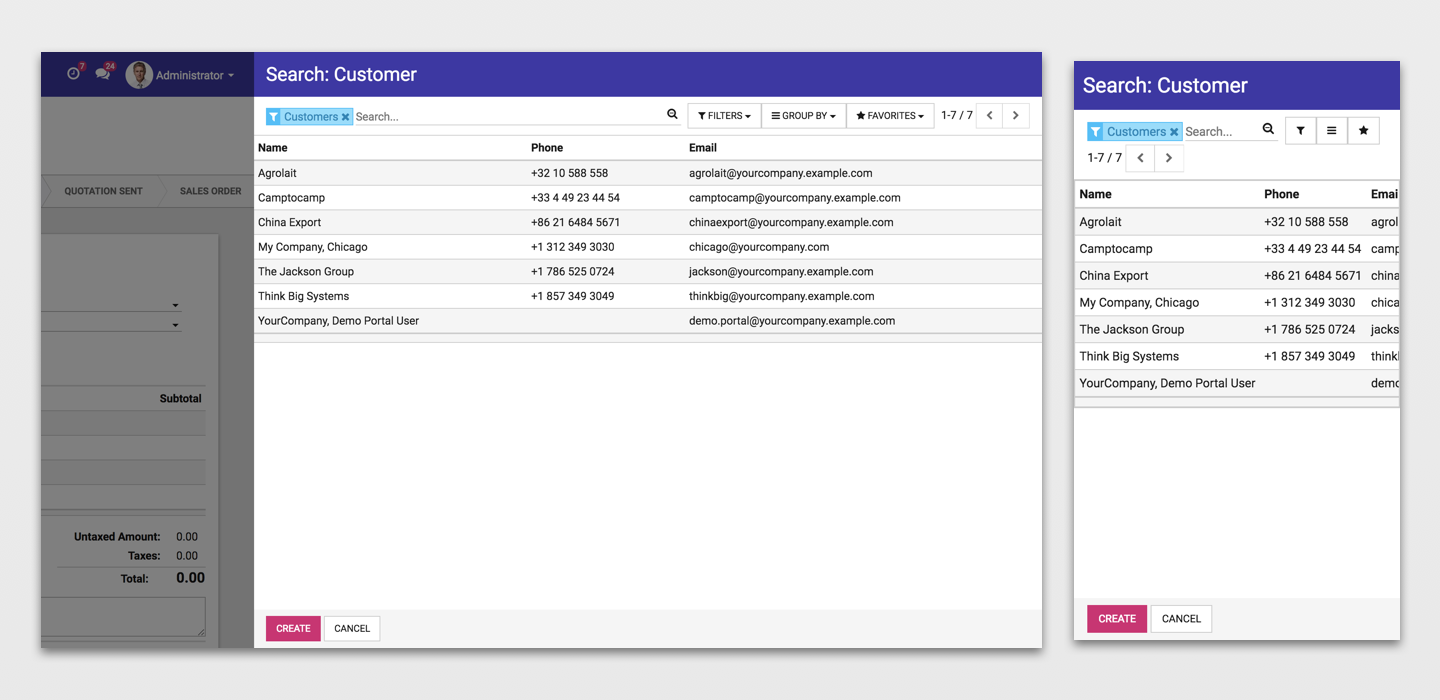 7 24 Administrator
QUOTATION SENT SALES ORDER
Subtotal
Untaxed Amount: 0.00
Taxes: 0.00
Total: 0.00
Search: Customer
Customers Search... FILTERS GROUP BY FAVORITES 1-7 / 7
Name Phone Email
Agrolait +32 10 588 558 agrolait@yourcompany.example.com
Camptocamp +33 4 49 23 44 54 camptocamp@yourcompany.example.com
China Export +86 21 6484 5671 chinaexport@yourcompany.example.com
My Company, Chicago +1 312 349 3030 chicago@yourcompany.com
The Jackson Group +1 786 525 0724 jackson@yourcompany.example.com
Think Big Systems +1 857 349 3049 thinkbig@yourcompany.example.com
YourCompany, Demo Portal User demo.portal@yourcompany.example.com
CREATE CANCEL
Search: Customer
Customers Search...
1-7 / 7
Name Phone Emai
Agrolait +32 10 588 558 agrol
Camptocamp +33 4 49 23 44 54 camp
China Export +86 21 6484 5671 china
My Company, Chicago +1 312 349 3030 chica
The Jackson Group +1 786 525 0724 jacks
Think Big Systems +1 857 349 3049 think
YourCompany, Demo Portal User demo
CREATE CANCEL